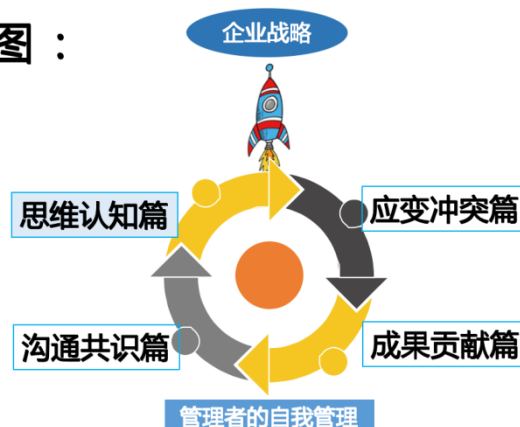 图：
企业战略
思维认知篇
应变冲突篇
沟通共识篇
成果贡献篇
管理者的自我管理